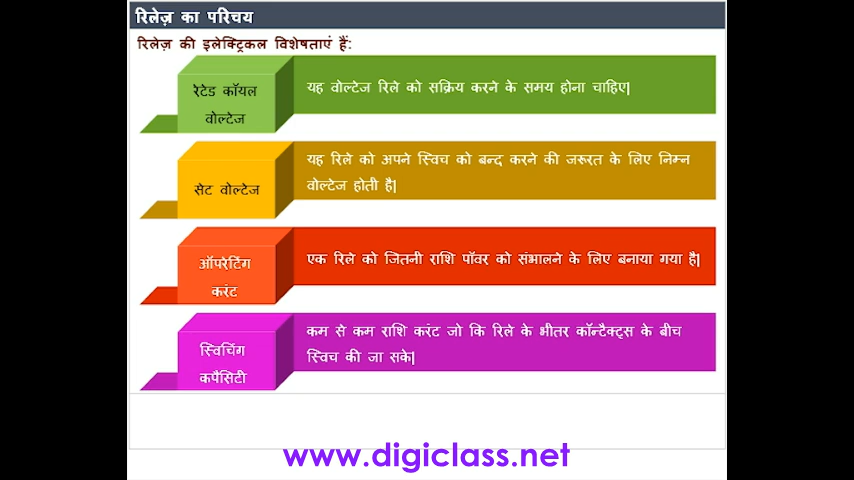 रिलेज़ का परिचय
रिलेज़ की इलेक्ट्रिकल विशेषताएं हैं:
रेटेड कॉयल
वोल्टेज
यह वोल्टेज रिले को सक्रिय करने के समय होना चाहिए|
सेट वोल्टेज
यह रिले को अपने स्विच को बन्द करने की जरूरत के लिए निम्न
वोल्टेज होती है|
ऑपरेटिंग
करंट
एक रिले को जितनी राशि पॉवर को संभालने के लिए बनाया गया है|
स्विचिंग
कपैसिटी
कम से कम राशि करंट जो कि रिले के भीतर कॉन्टैक्ट्स के बीच
स्विच की जा सके|
www.digiclass.net